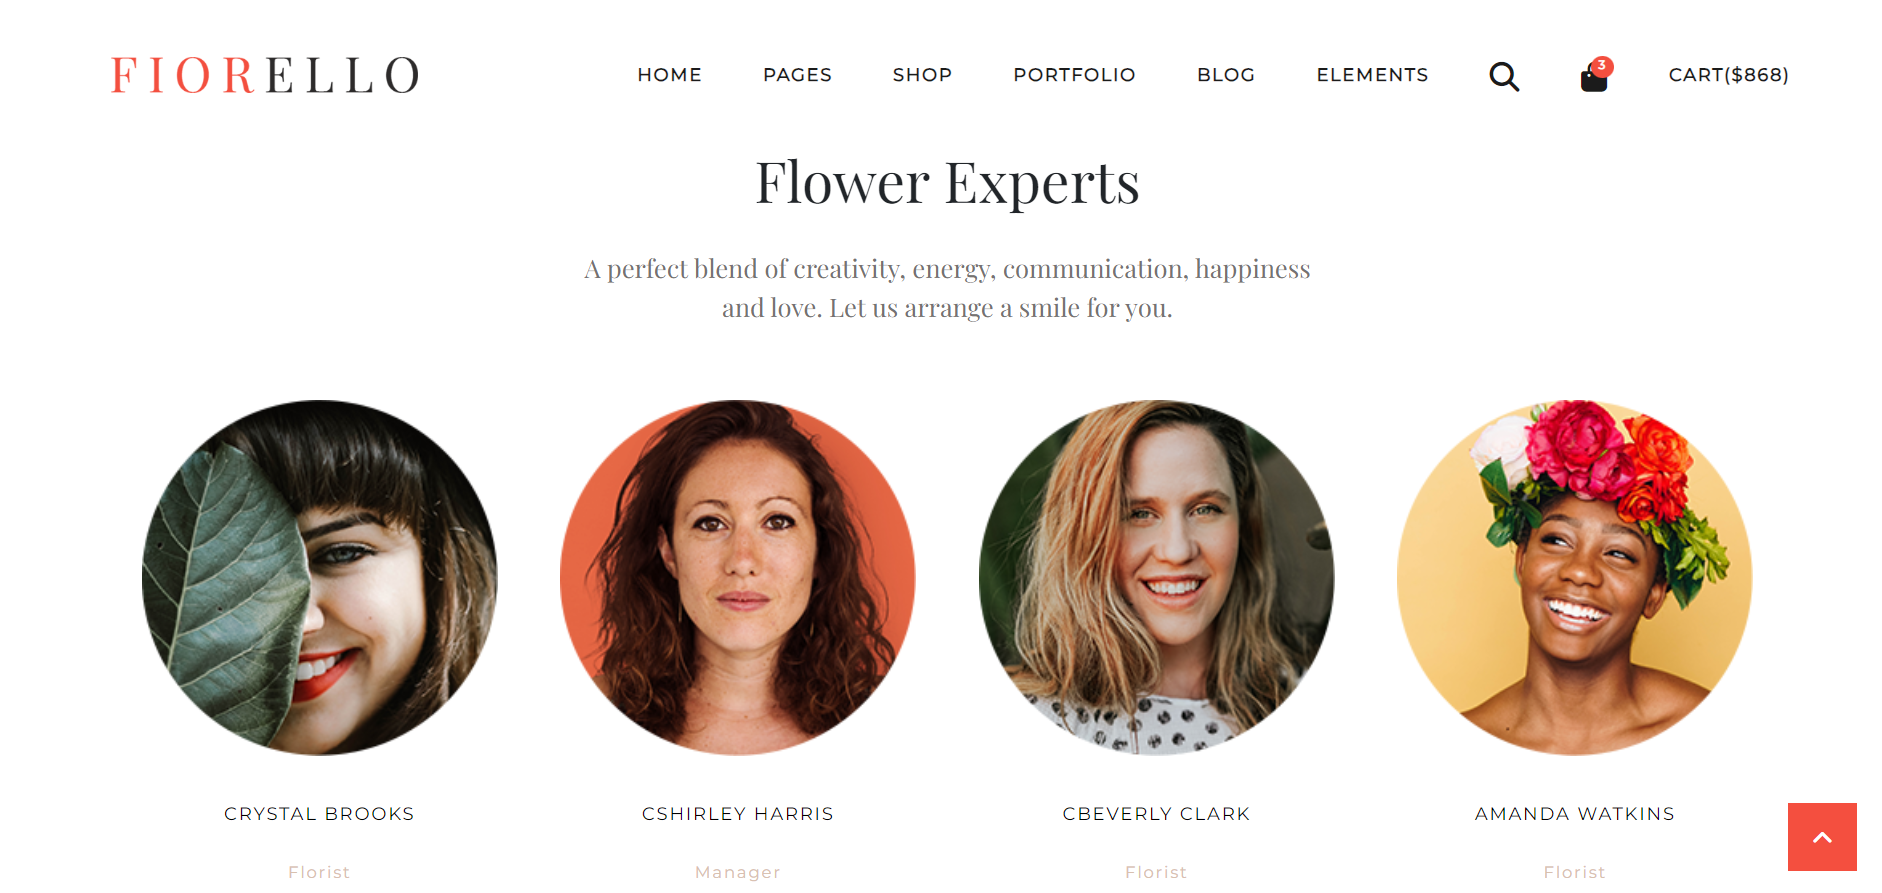 FIORELLO
HOME PAGES SHOP PORTFOLIO BLOG ELEMENTS 3 CART($868)
Flower Experts
A perfect blend of creativity, energy, communication, happiness
and love. Let us arrange a smile for you.
CRYSTAL BROOKS CSHIRLEY HARRIS CBEVERLY CLARK AMANDA WATKINS
Florist Manager Florist Florist